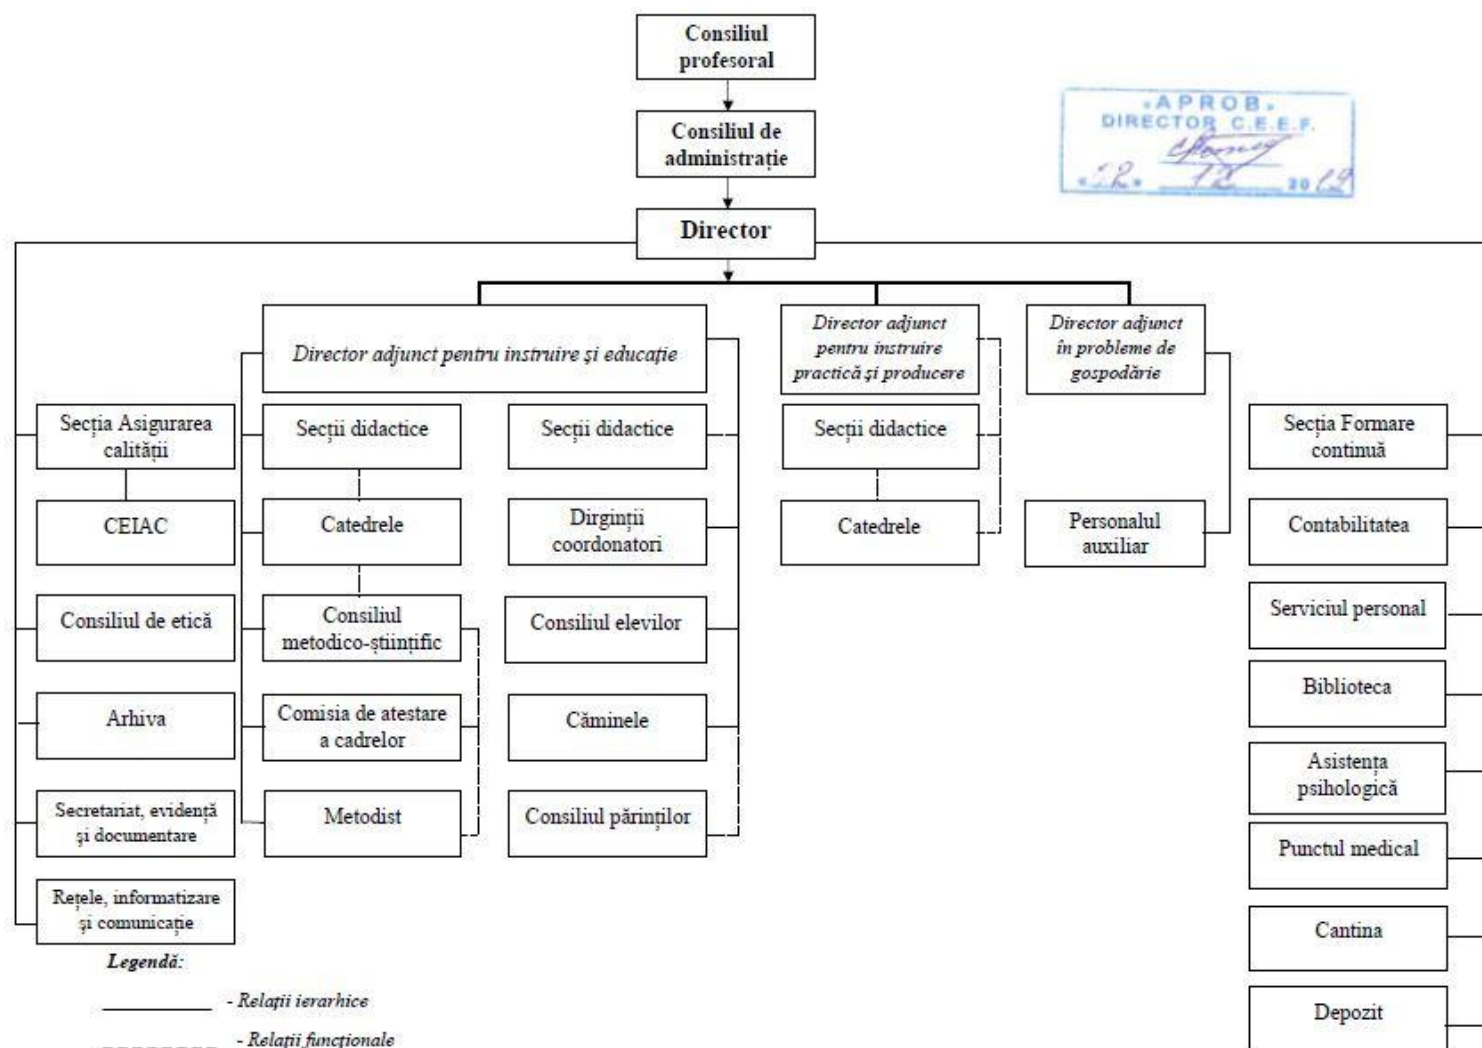 Consiliul
profesoral
Consiliul de
administrație
«APROB»
DIRECTOR C.E.E.F.
12
20
Director
Director adjunct pentru instruire și educație
Director adjunct
pentru instruire
practică și producere
Director adjunct
în probleme de
gospodărie
Secția Asigurarea
calității
Secții didactice
Secții didactice
Secții didactice
Secția Formare
continuă
CEIAC
Catedrele
Dirginții
coordonatori
Catedrele
Personalul
auxiliar
Contabilitatea
Consiliul de etică
Consiliul
metodico-științific
Consiliul elevilor
Serviciul personal
Arhiva
Comisia de atestare
a cadrelor
Căminele
Biblioteca
Asistența
psihologică
Secretariat, evidență
și documentare
Metodist
Consiliul părinților
Punctul medical
Rețele, informatizare
și comunicație
Cantina
Depozit
Legendă:
- Relații ierarhice
- Relații funcționale